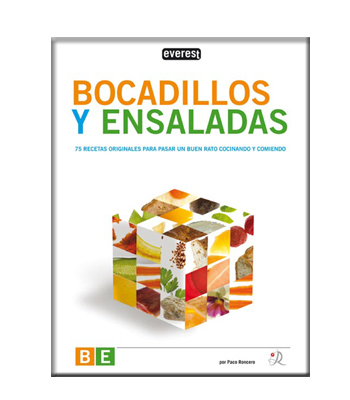 everest
BOCADILLOS
Y ENSALADAS
75 RECETAS ORIGINALES PARA PASAR UN BUEN RATO COCINANDO Y COMIENDO
B E
por Paco Roncero
R